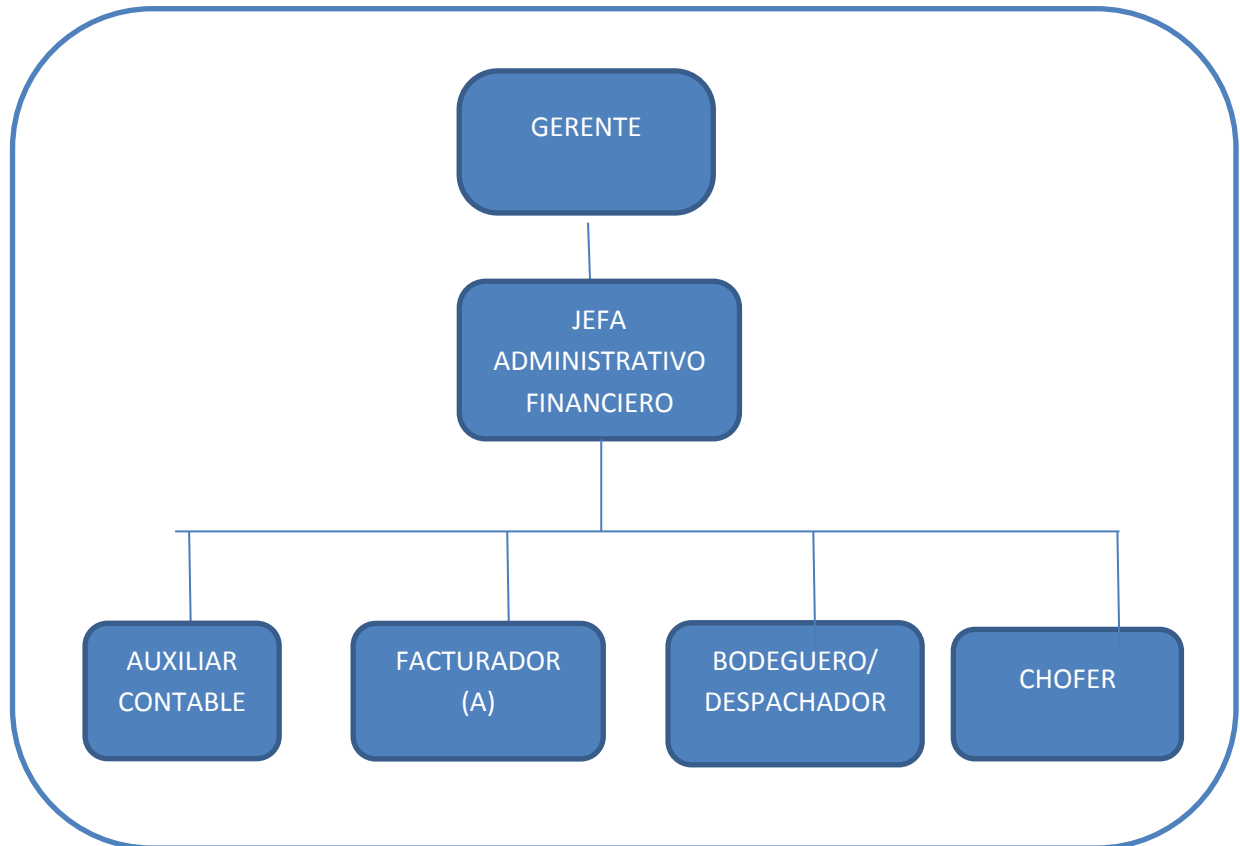 GERENTE
JEFA
ADMINISTRATIVO
FINANCIERO
AUXILIAR
CONTABLE
FACTURADOR
(A)
BODEGUERO/
DESPACHADOR
CHOFER